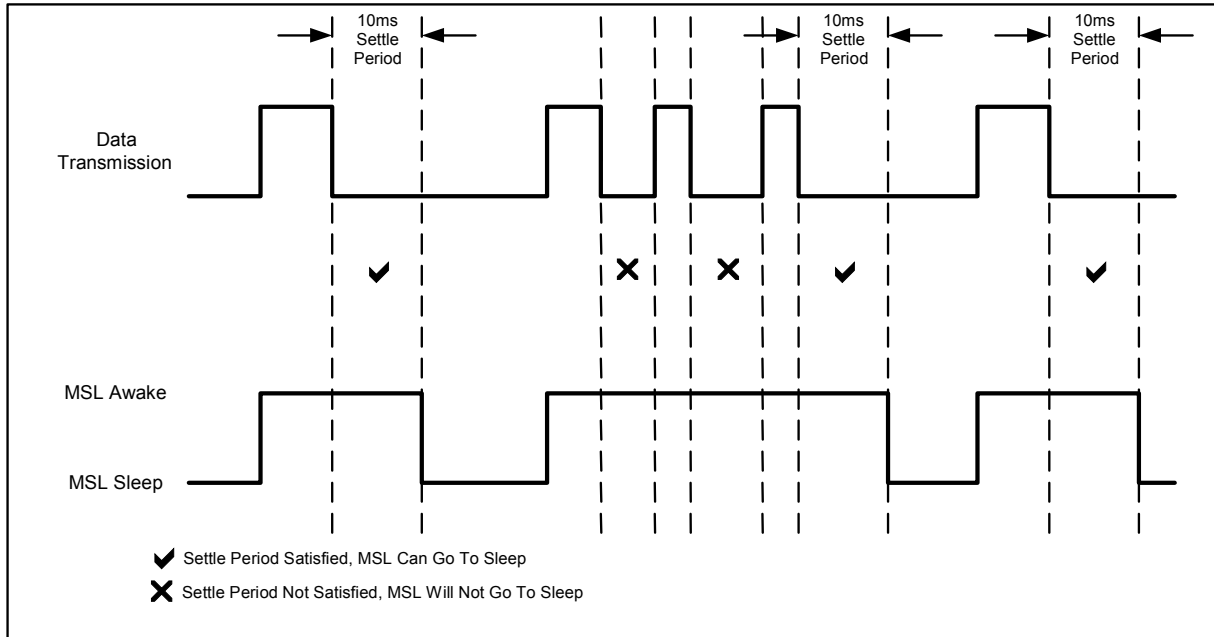 10ms
Settle
Period
10ms
Settle
Period
10ms
Settle
Period
Data
Transmission
MSL Awake
MSL Sleep
Settle Period Satisfied, MSL Can Go To Sleep
Settle Period Not Satisfied, MSL Will Not Go To Sleep